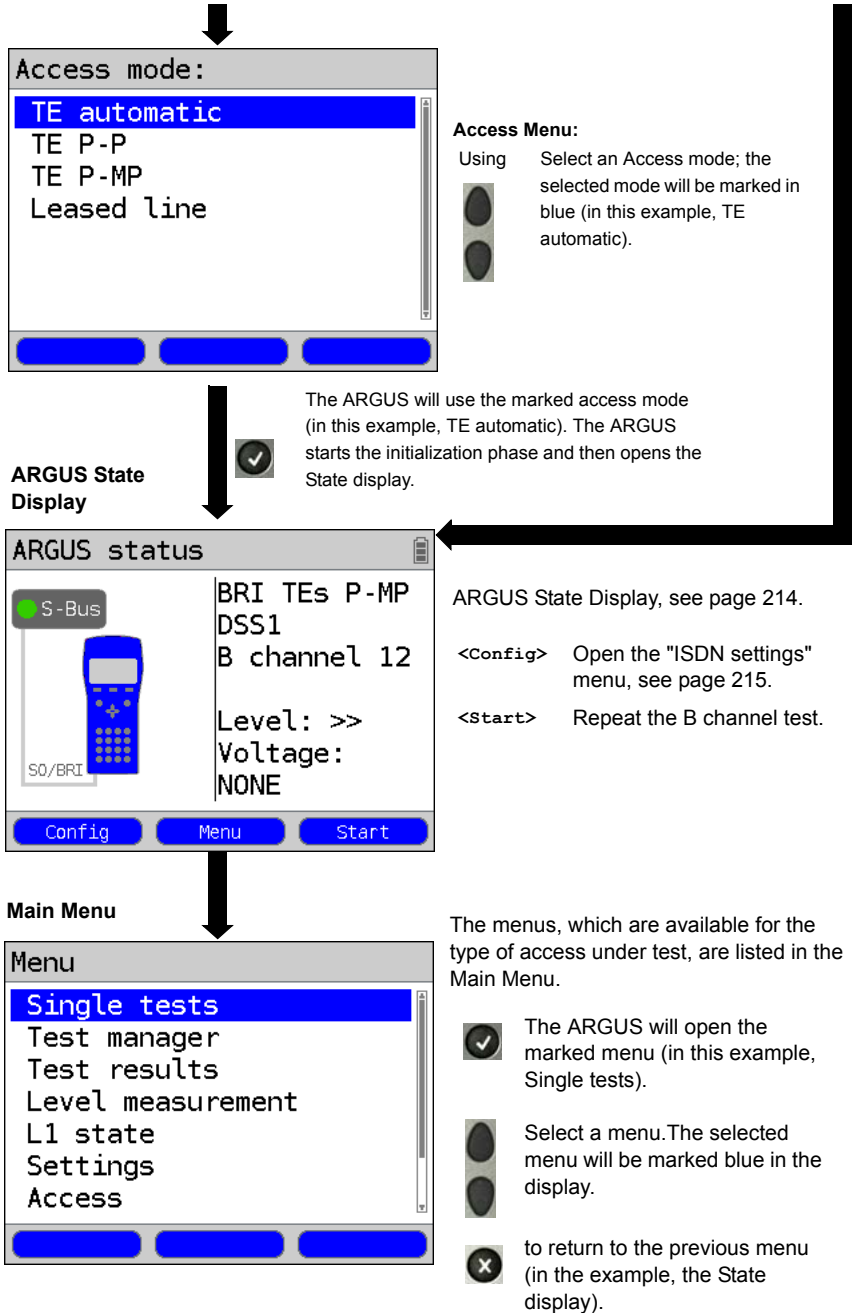 Access mode:
TE automatic
TE P-P
TE P-MP
Leased line
Access Menu:
Using
Select an Access mode; the
selected mode will be marked in
blue (in this example, TE
automatic).
The ARGUS will use the marked access mode
(in this example, TE automatic). The ARGUS
starts the initialization phase and then opens the
State display.
ARGUS State
Display
ARGUS status
S-Bus
S0/BRI
BRI TEs P-MP
DSS1
B channel 12
Level: >>
Voltage:
NONE
Config Menu Start
ARGUS State Display, see page 214.
<Config> Open the "ISDN settings"
menu, see page 215.
<Start> Repeat the B channel test.
Main Menu
Menu
Single tests
Test manager
Test results
Level measurement
L1 state
Settings
Access
The menus, which are available for the
type of access under test, are listed in the
Main Menu.
The ARGUS will open the
marked menu (in this example,
Single tests).
Select a menu.The selected
menu will be marked blue in the
display.
to return to the previous menu
(in the example, the State
display).